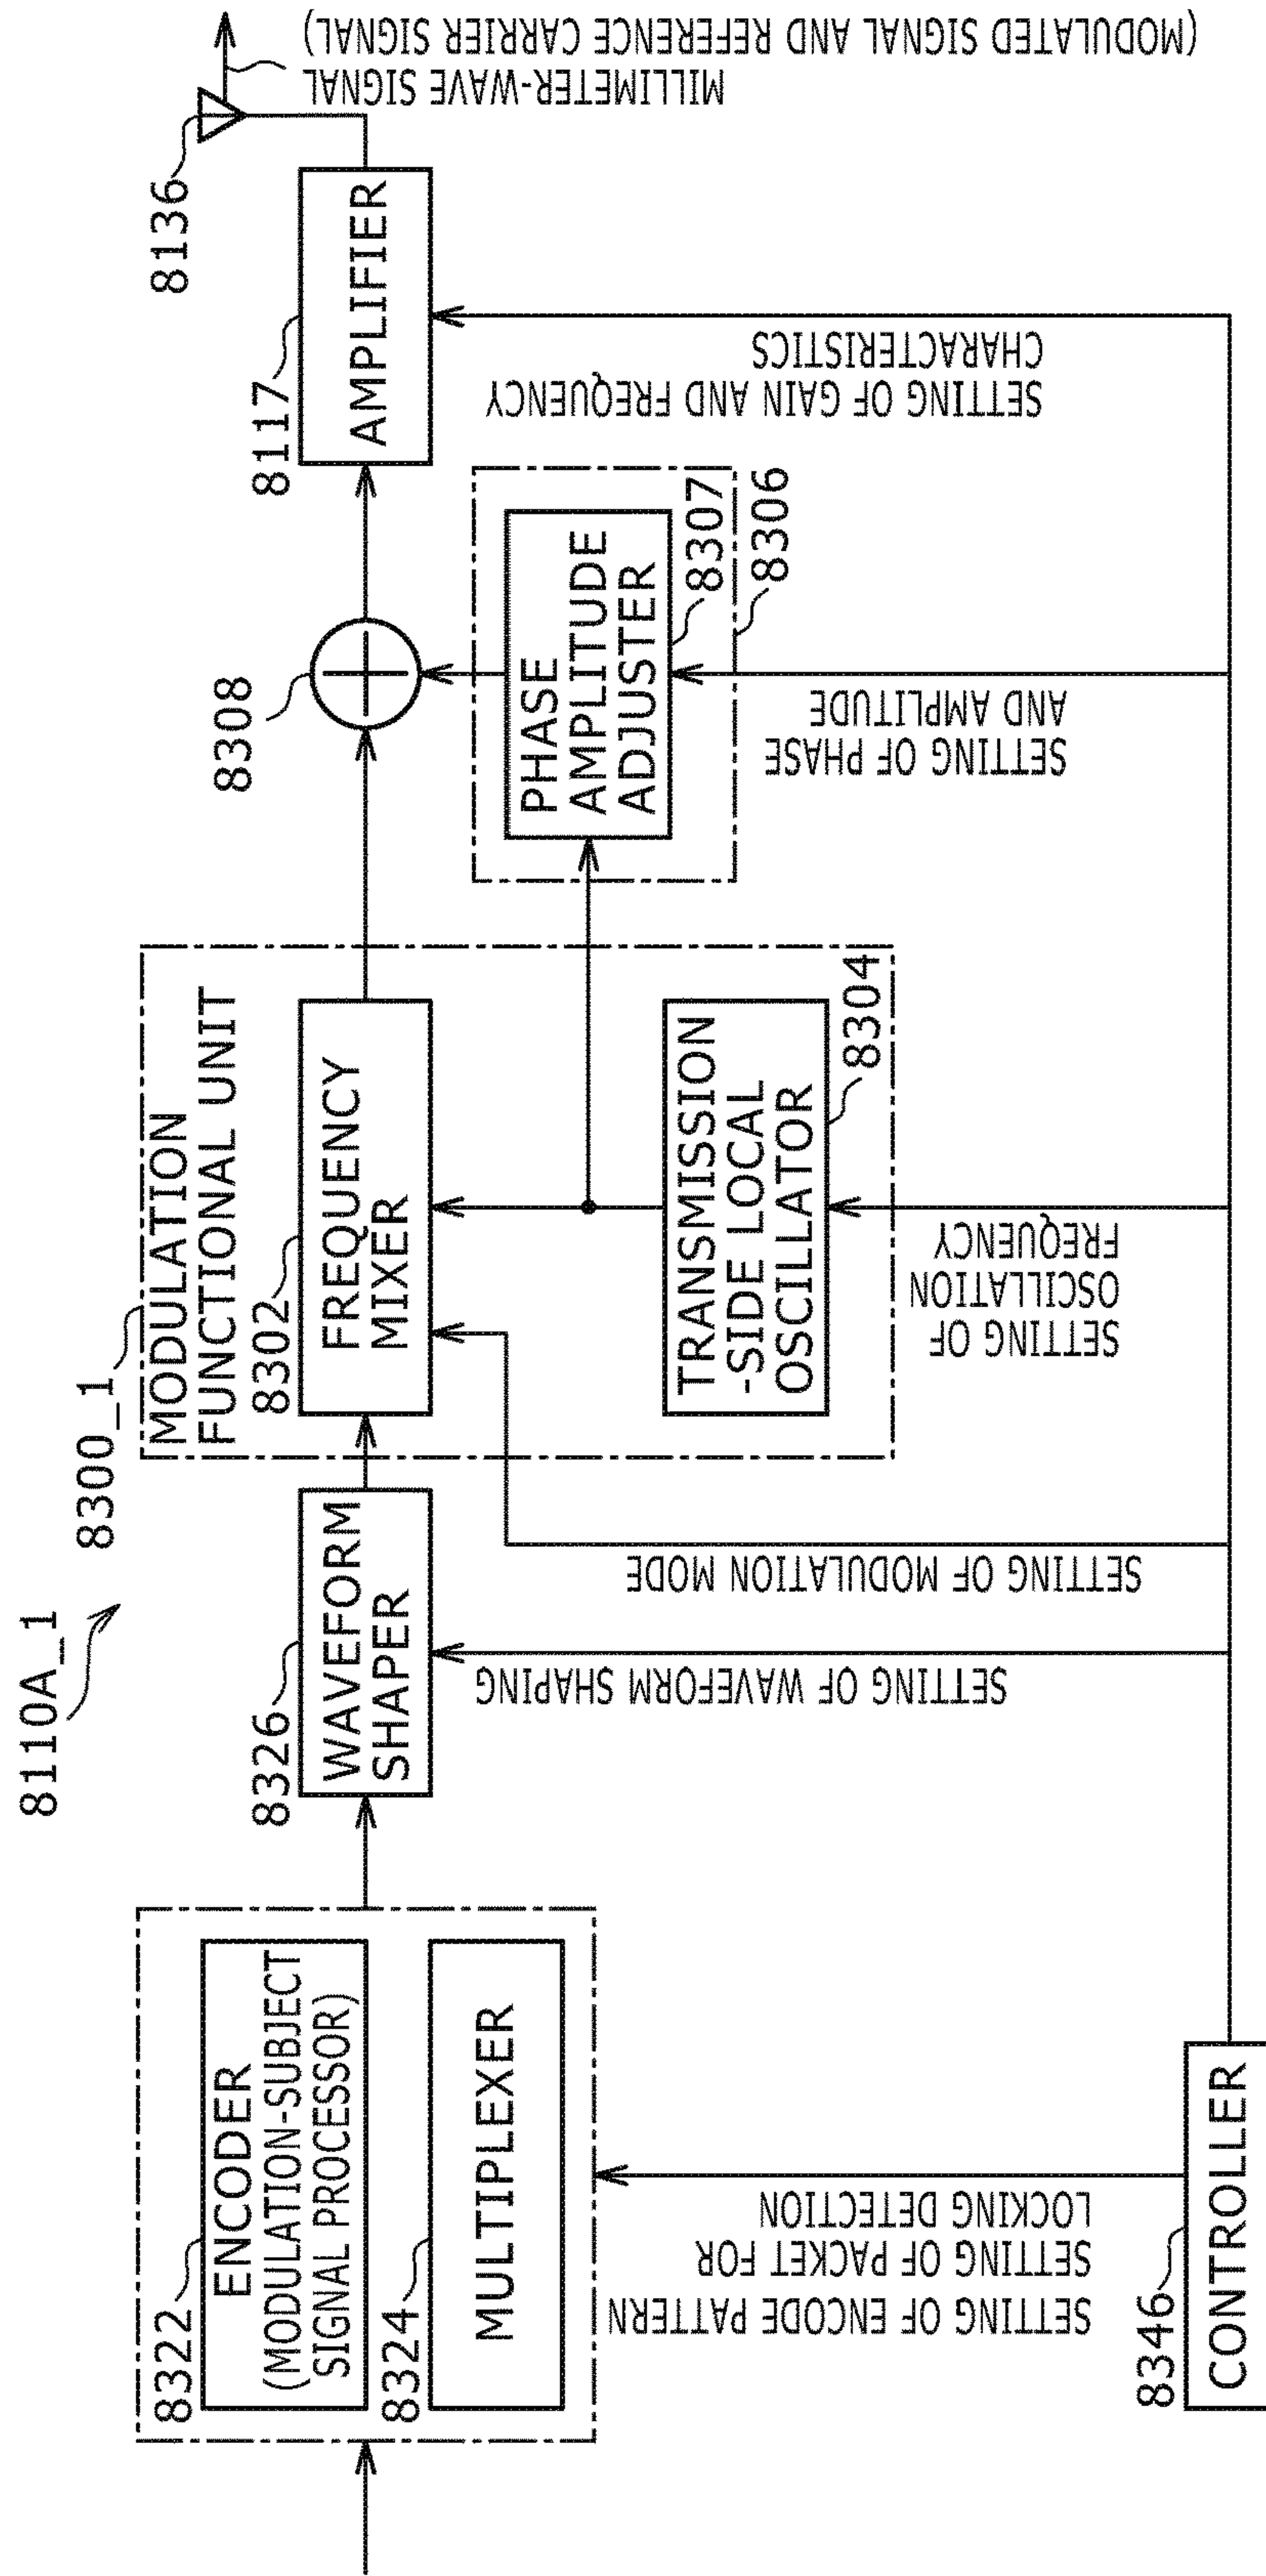 8110A_1
8300_1
MODULATION
FUNCTIONAL UNIT
8322
ENCODER
(MODULATION-SUBJECT
SIGNAL PROCESSOR)
8324
MULTIPLEXER
8326
WAVEFORM
SHAPER
8302
FREQUENCY
MIXER
8308
8117
AMPLIFIER
8136
MILLIMETER-WAVE SIGNAL
(MODULATED SIGNAL AND REFERENCE CARRIER SIGNAL)
TRANSMISSION
-SIDE LOCAL
OSCILLATOR
8304
PHASE
AMPLITUDE
ADJUSTER
8307
8306
SETTING OF ENCODE PATTERN
SETTING OF PACKET FOR
LOCKING DETECTION
SETTING OF WAVEFORM SHAPING
SETTING OF MODULATION MODE
SETTING OF
OSCILLATION
FREQUENCY
SETTING OF PHASE
AND AMPLITUDE
SETTING OF GAIN AND FREQUENCY
CHARACTERISTICS
8346
CONTROLLER